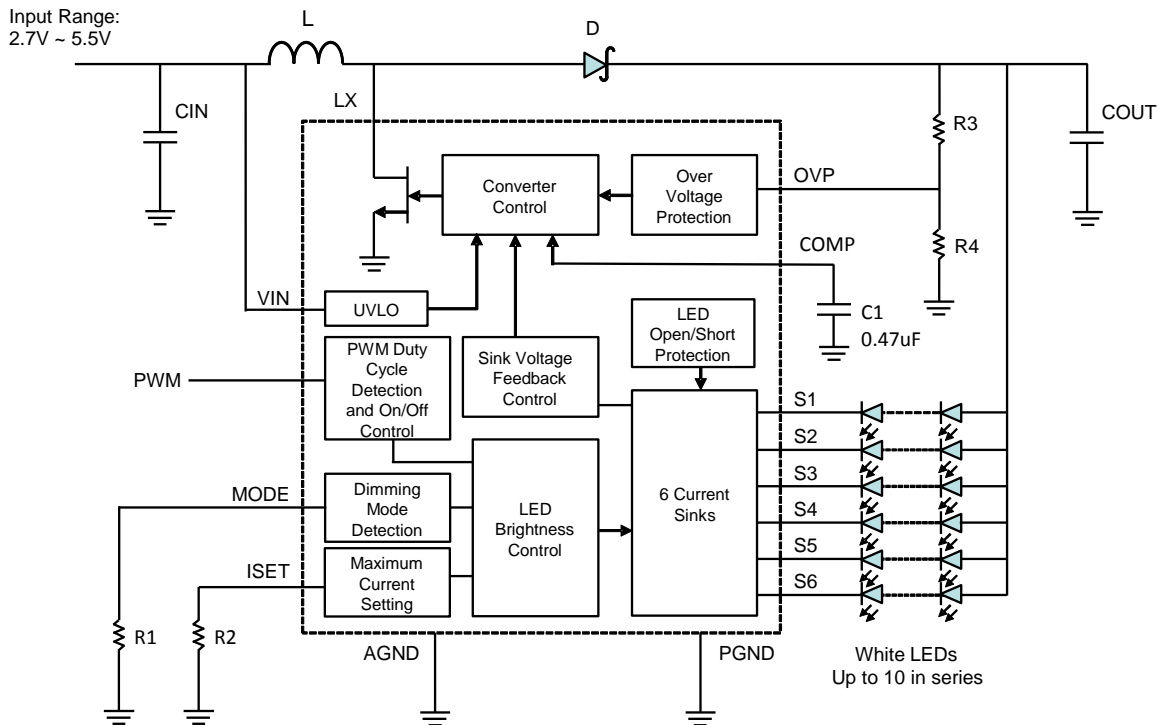 Input Range:
2.7V ~ 5.5V
L
D
CIN
LX
R3
COUT
Converter
Control
Over
Voltage
Protection
OVP
R4
COMP
VIN
UVLO
C1
0.47uF
LED
Open/Short
Protection
PWM
PWM Duty
Cycle
Detection
and On/Off
Control
Sink Voltage
Feedback
Control
S1
S2
S3
S4
S5
S6
MODE
Dimming
Mode
Detection
LED
Brightness
Control
6 Current
Sinks
ISET
Maximum
Current
Setting
R1
R2
AGND
PGND
White LEDs
Up to 10 in series